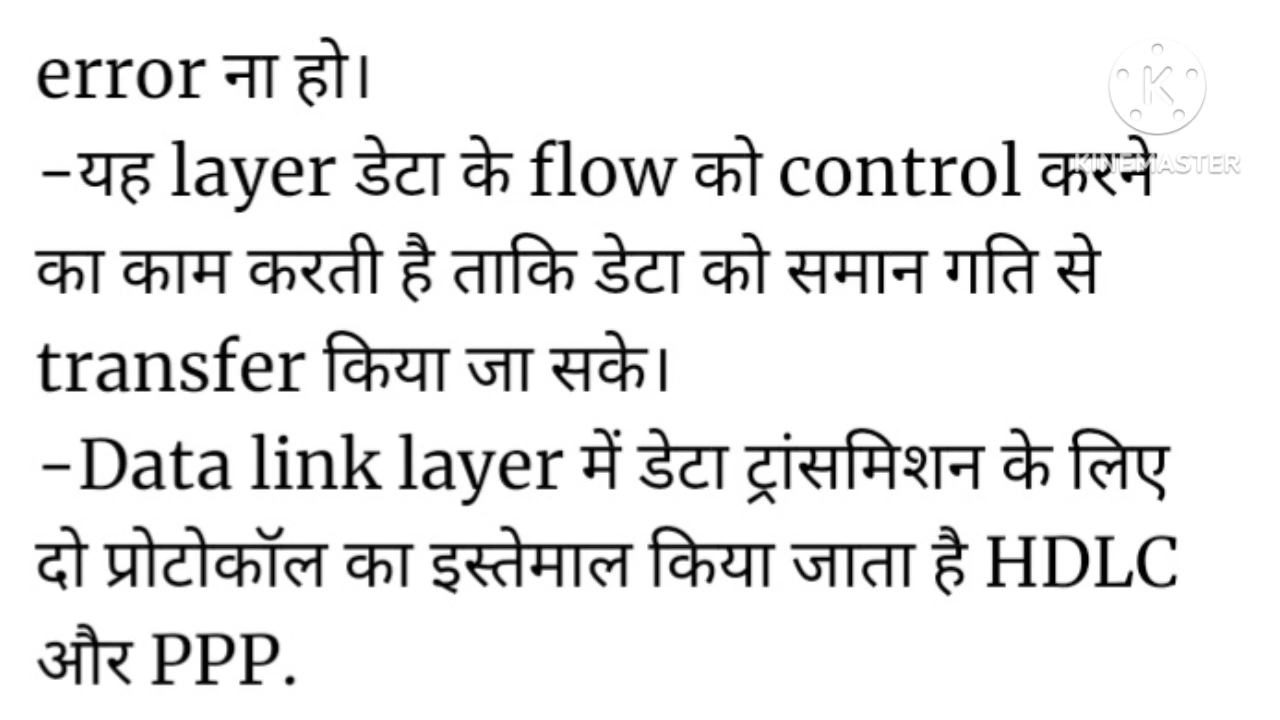 error ना हो।
-यह layer डेटा के flow को control करने
का काम करती है ताकि डेटा को समान गति से
transfer किया जा सके।
-Data link layer में डेटा ट्रांसमिशन के लिए
दो प्रोटोकॉल का इस्तेमाल किया जाता है HDLC
और PPP.
K
KINEMASTER